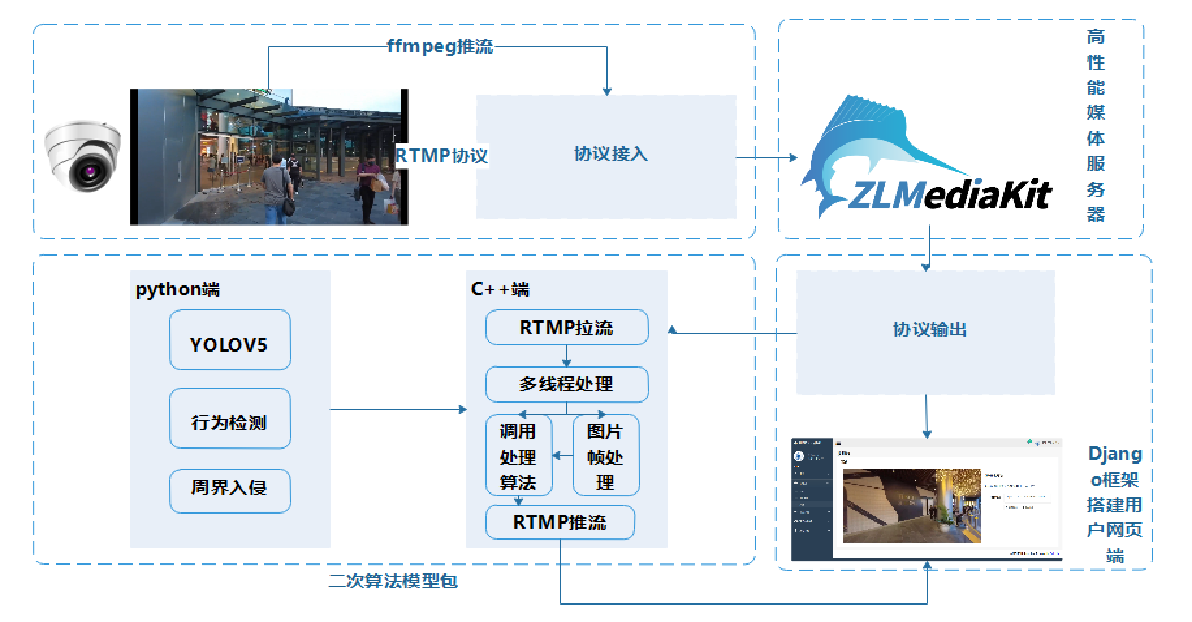 ffmpeg推流
RTMP协议
协议接入
ZLMediaKit
高
性
能
媒
体
服
务
器
python端
YOLOV5
行为检测
周界入侵
C++端
RTMP拉流
多线程处理
调用
处理
算法
图片
帧处
理
RTMP推流
二次算法模型包
协议输出
Djang
o框架
搭建用
户网页
端